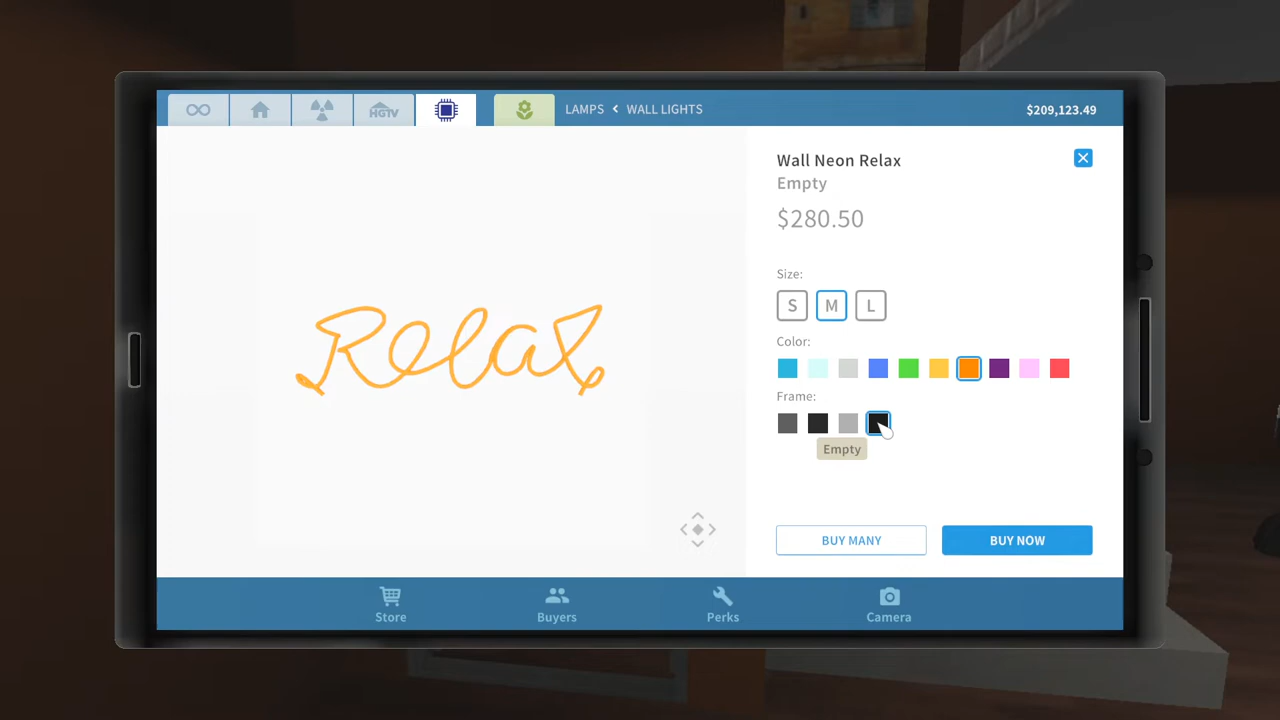 HGTV LAMPS WALL LIGHTS $209,123.49
Wall Neon Relax
Empty
$280.50
Relax
Size:
S M L
Color:
Frame:
Empty
BUY MANY BUY NOW
Store Buyers Perks Camera